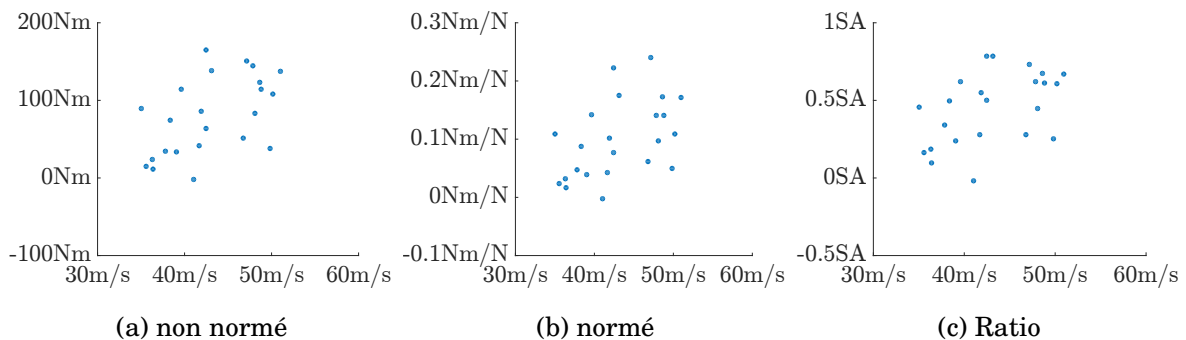 200Nm
100Nm
0Nm
-100Nm
30m/s 40m/s 50m/s 60m/s
(a) non normé
0.3Nm/N
0.2Nm/N
0.1Nm/N
0Nm/N
-0.1Nm/N
30m/s 40m/s 50m/s 60m/s
(b) normé
1SA
0.5SA
0SA
-0.5SA
30m/s 40m/s 50m/s 60m/s
(c) Ratio